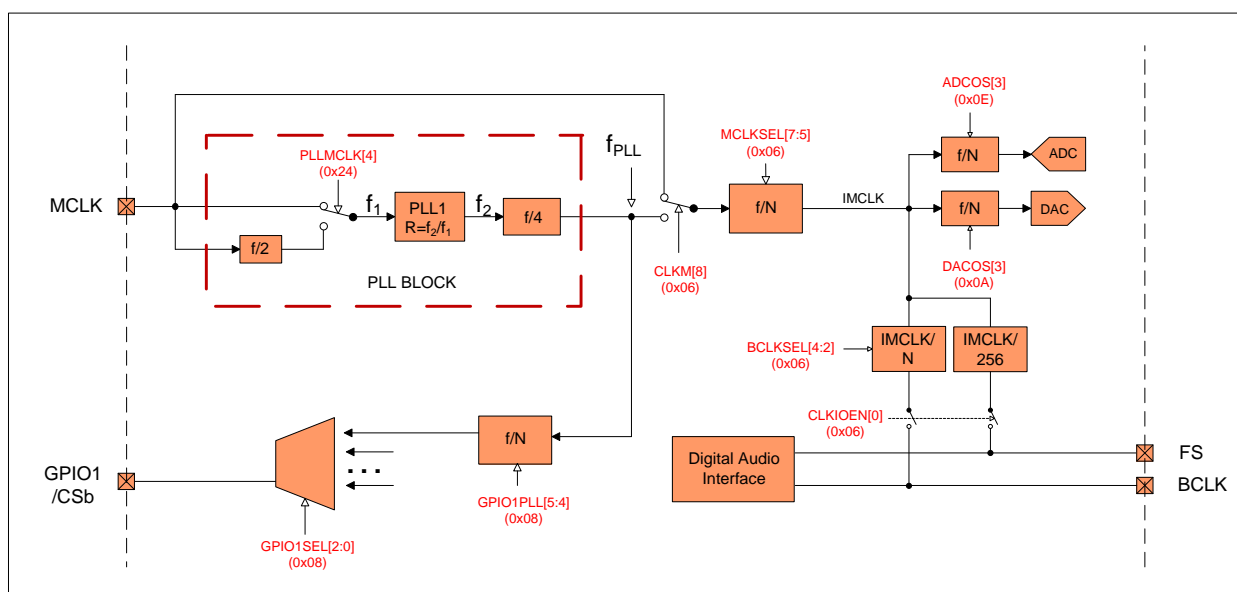 ADCOS[3]
(0x0E)
f/N
ADC
MCLKSEL[7:5]
(0x06)
fPLL
PLLMCLK[4]
(0x24)
MCLK
f1
PLL1
R=f2/f1
f2
f/4
f/N
IMCLK
f/N
DAC
f/2
PLL BLOCK
CLKM[8]
(0x06)
DACOS[3]
(0x0A)
BCLKSEL[4:2]
(0x06)
IMCLK/
N
IMCLK/
256
CLKIOEN[0]
(0x06)
GPIO1
/CSb
...
f/N
GPIO1PLL[5:4]
(0x08)
GPIO1SEL[2:0]
(0x08)
Digital Audio
Interface
FS
BCLK